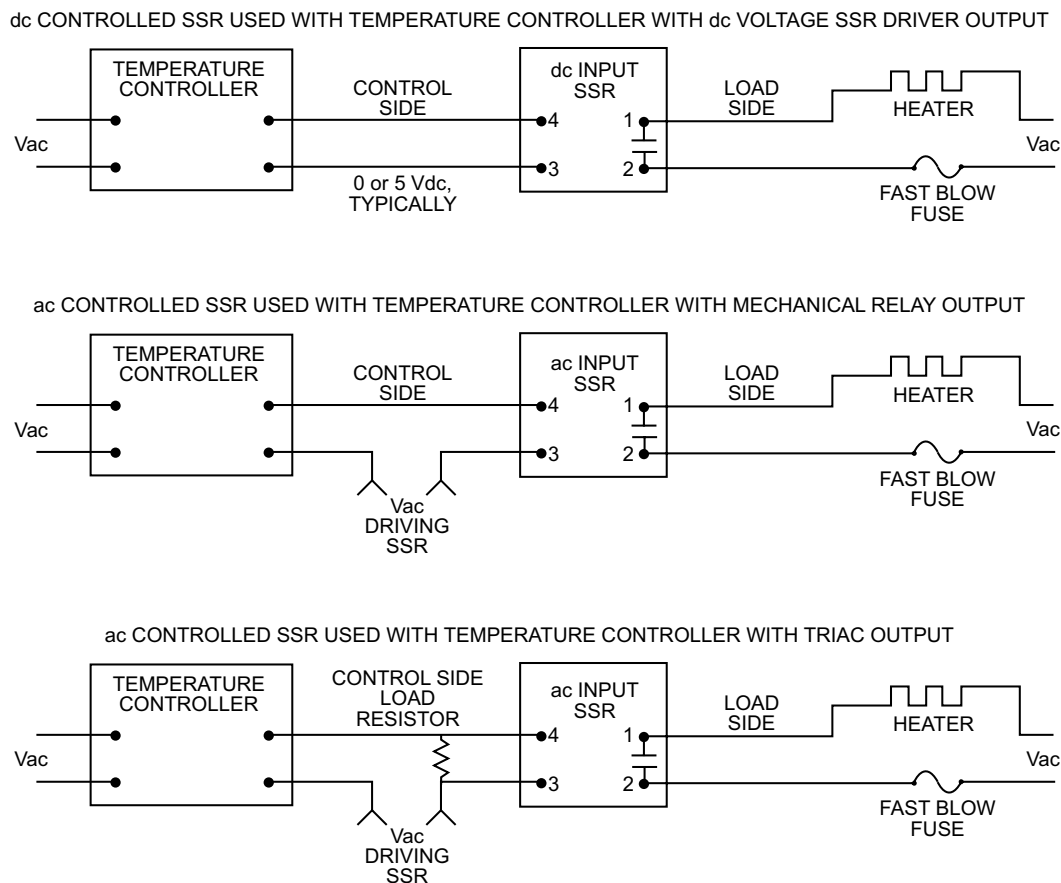 dc CONTROLLED SSR USED WITH TEMPERATURE CONTROLLER WITH dc VOLTAGE SSR DRIVER OUTPUT
TEMPERATURE
CONTROLLER
CONTROL
SIDE
dc INPUT
SSR
LOAD
SIDE
HEATER
Vac
4
1
Vac
3
2
0 or 5 Vdc,
TYPICALLY
FAST BLOW
FUSE
ac CONTROLLED SSR USED WITH TEMPERATURE CONTROLLER WITH MECHANICAL RELAY OUTPUT
TEMPERATURE
CONTROLLER
CONTROL
SIDE
ac INPUT
SSR
LOAD
SIDE
HEATER
Vac
4
1
Vac
3
2
Vac
DRIVING
SSR
FAST BLOW
FUSE
ac CONTROLLED SSR USED WITH TEMPERATURE CONTROLLER WITH TRIAC OUTPUT
TEMPERATURE
CONTROLLER
CONTROL SIDE
LOAD
RESISTOR
ac INPUT
SSR
LOAD
SIDE
HEATER
Vac
4
1
Vac
3
2
Vac
DRIVING
SSR
FAST BLOW
FUSE